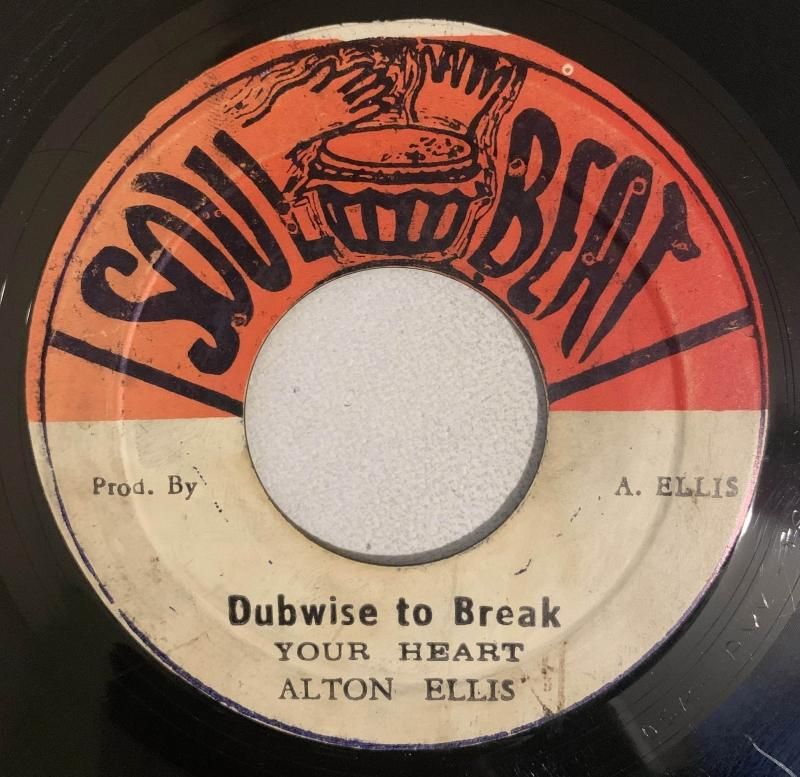 SOUL BEAT
Prod. By
A. ELLIS
Dubwise to Break
YOUR HEART
ALTON ELLIS